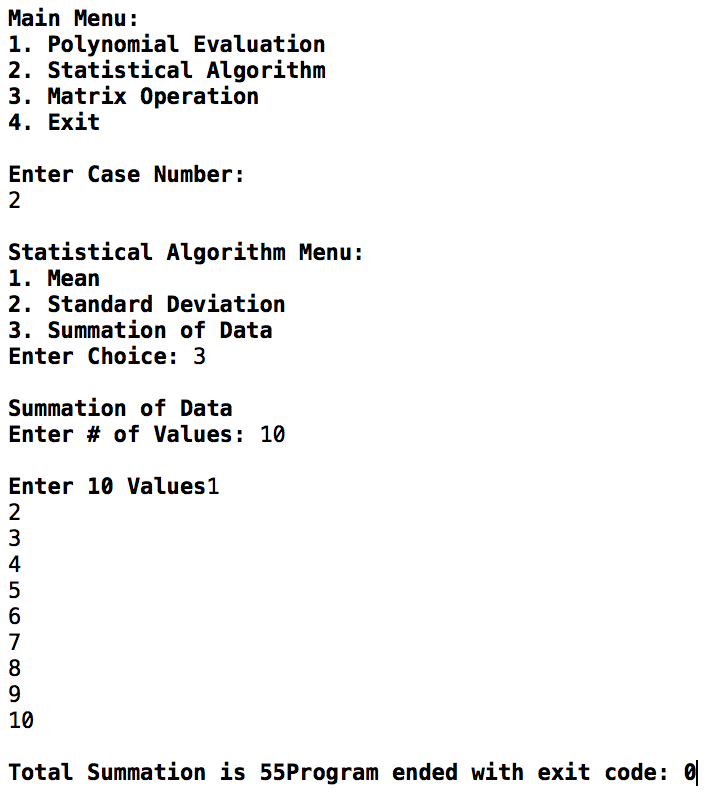 Main Menu:
1. Polynomial Evaluation
2. Statistical Algorithm
3. Matrix Operation
4. Exit
Enter Case Number:
2
Statistical Algorithm Menu:
1. Mean
2. Standard Deviation
3. Summation of Data
Enter Choice: 3
Summation of Data
Enter # of Values: 10
Enter 10 Values1
2
3
4
5
6
7
8
9
10
Total Summation is 55Program ended with exit code: 0